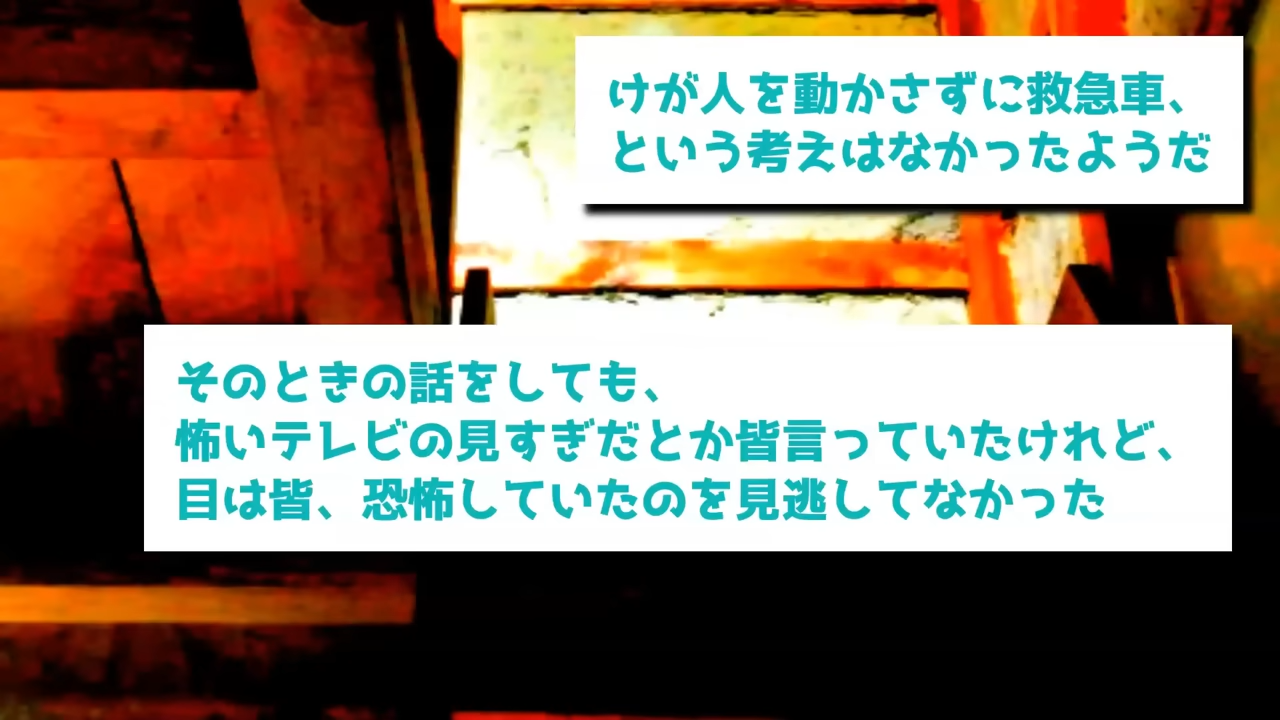 けが人を動かさずに救急車、
という考えはなかったようだ
そのときの話をしても、
怖いテレビの見すぎだとか皆言っていたけれど、
目は皆、恐怖していたのを見逃してなかった